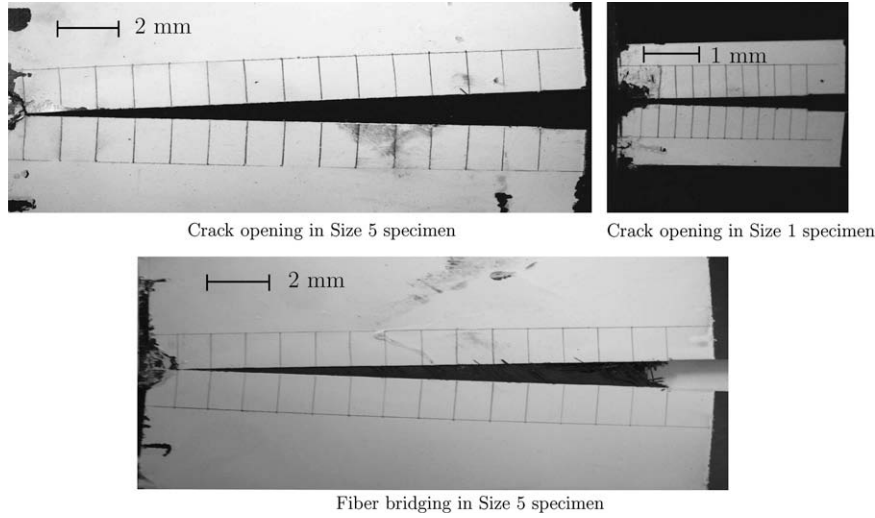 2 mm
1 mm
Crack opening in Size 5 specimen
Crack opening in Size 1 specimen
2 mm
Fiber bridging in Size 5 specimen